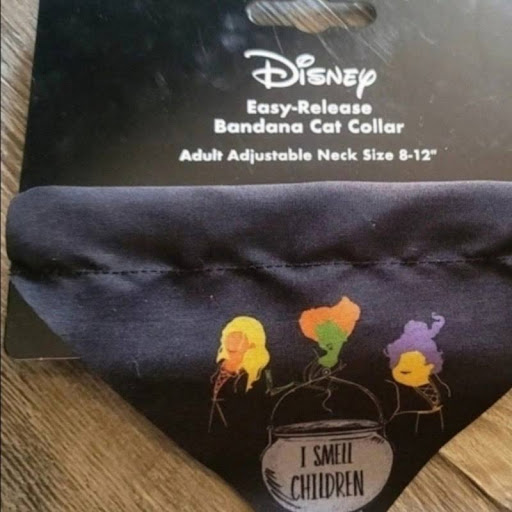 Disney
Easy-Release
Bandana Cat Collar
Adult Adjustable Neck Size 8-12"
I SMELL
CHILDREN